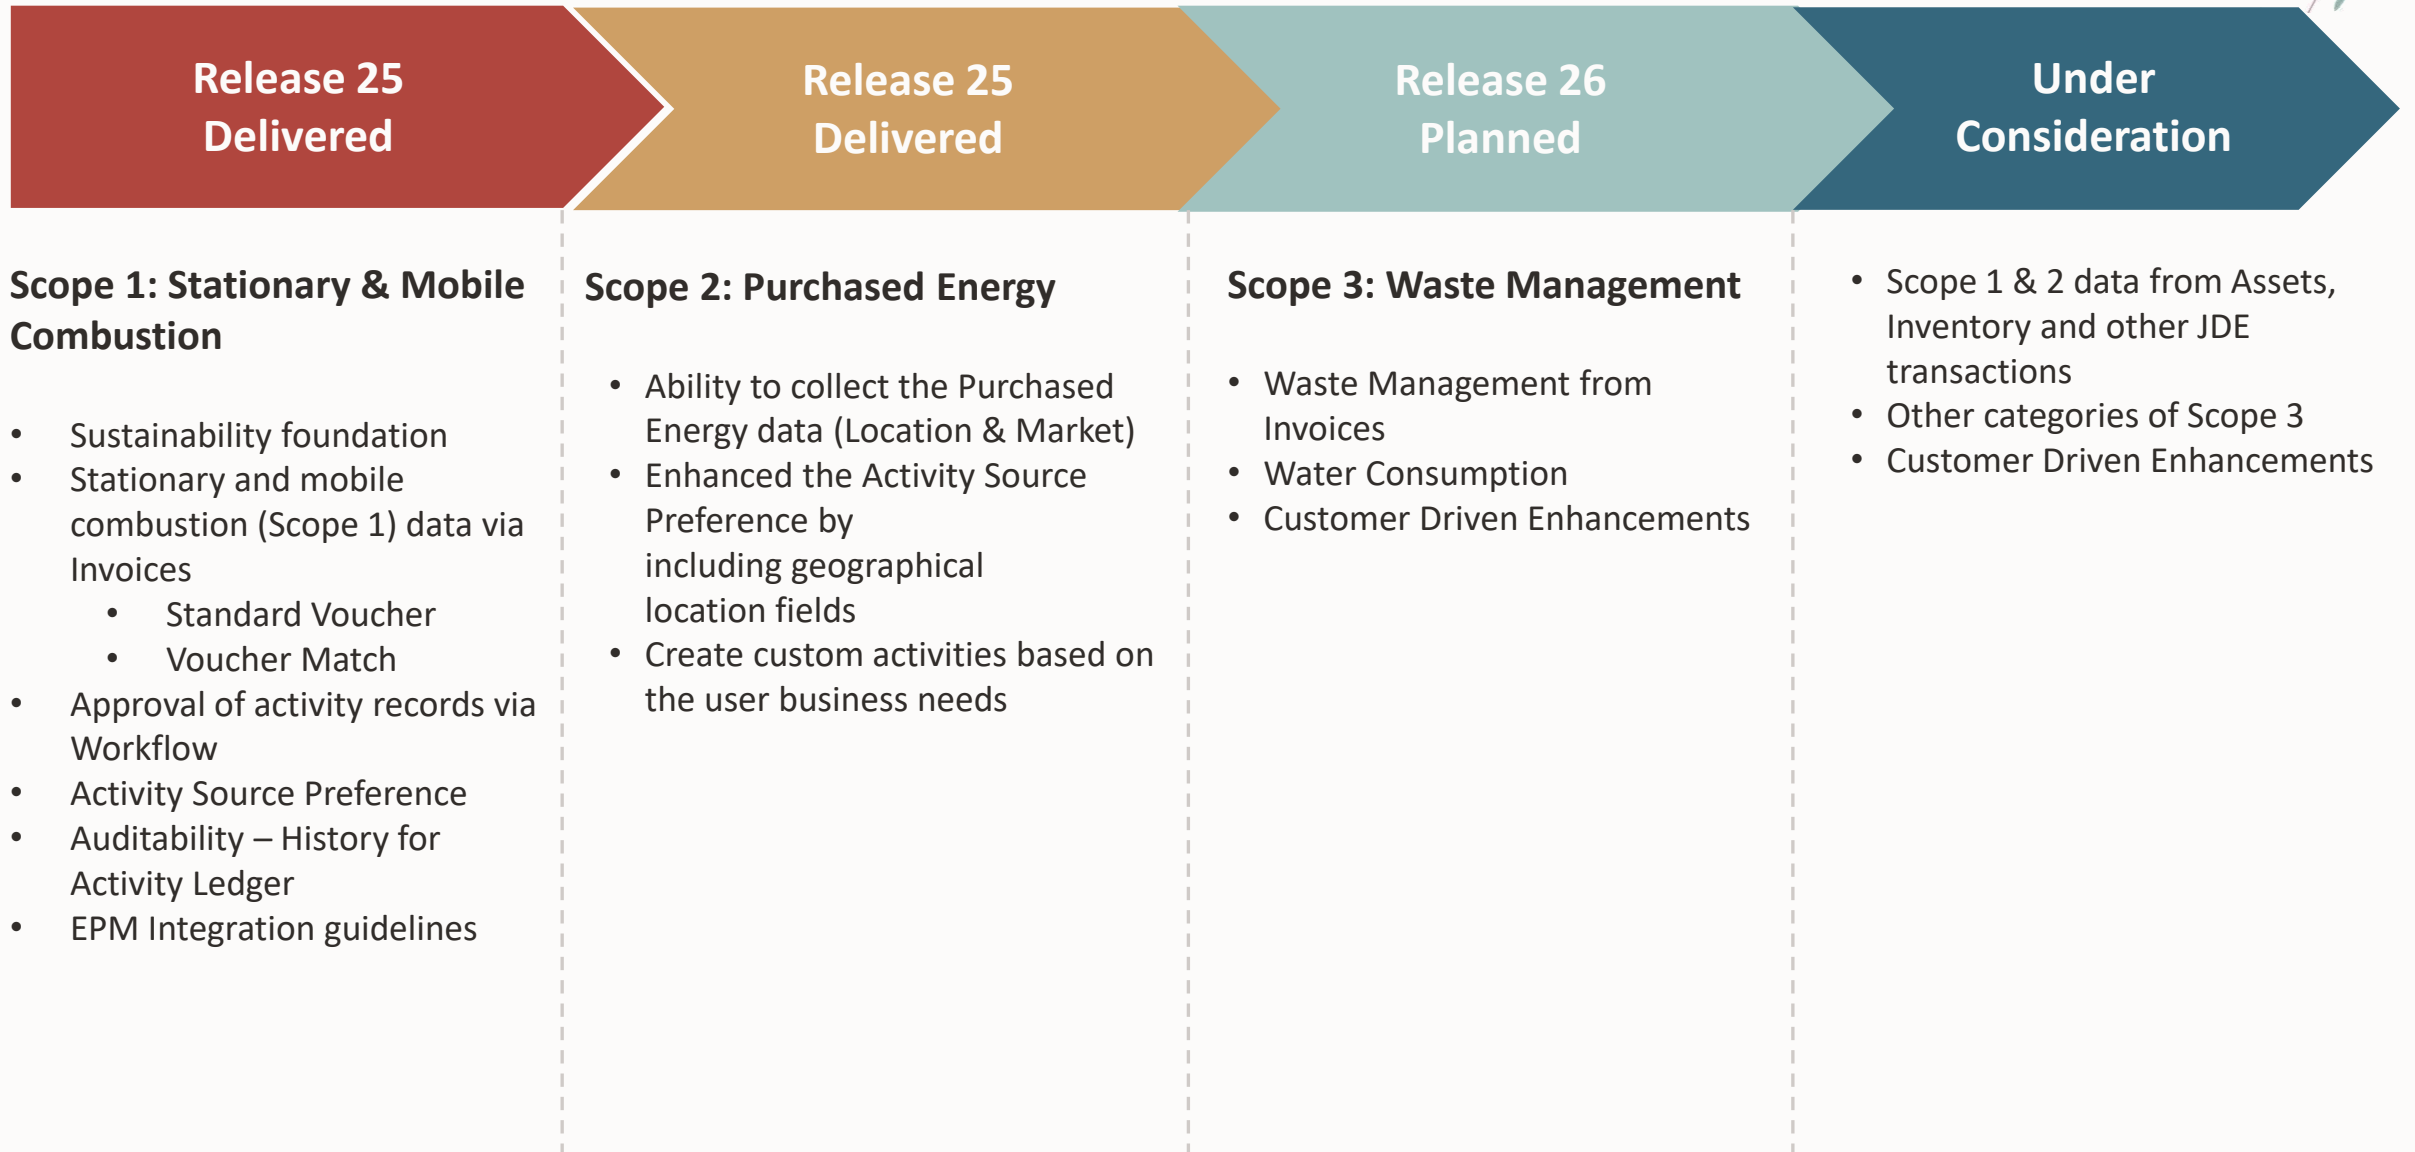 Release 25
Delivered
Release 25
Delivered
Release 26
Planned
Under
Consideration
Scope 1: Stationary & Mobile
Combustion
• Sustainability foundation
• Stationary and mobile
combustion (Scope 1) data via
Invoices
• Standard Voucher
• Voucher Match
• Approval of activity records via
Workflow
• Activity Source Preference
• Auditability – History for
Activity Ledger
• EPM Integration guidelines
Scope 2: Purchased Energy
• Ability to collect the Purchased
Energy data (Location & Market)
• Enhanced the Activity Source
Preference by
including geographical
location fields
• Create custom activities based on
the user business needs
Scope 3: Waste Management
• Waste Management from
Invoices
• Water Consumption
• Customer Driven Enhancements
• Scope 1 & 2 data from Assets,
Inventory and other JDE
transactions
• Other categories of Scope 3
• Customer Driven Enhancements